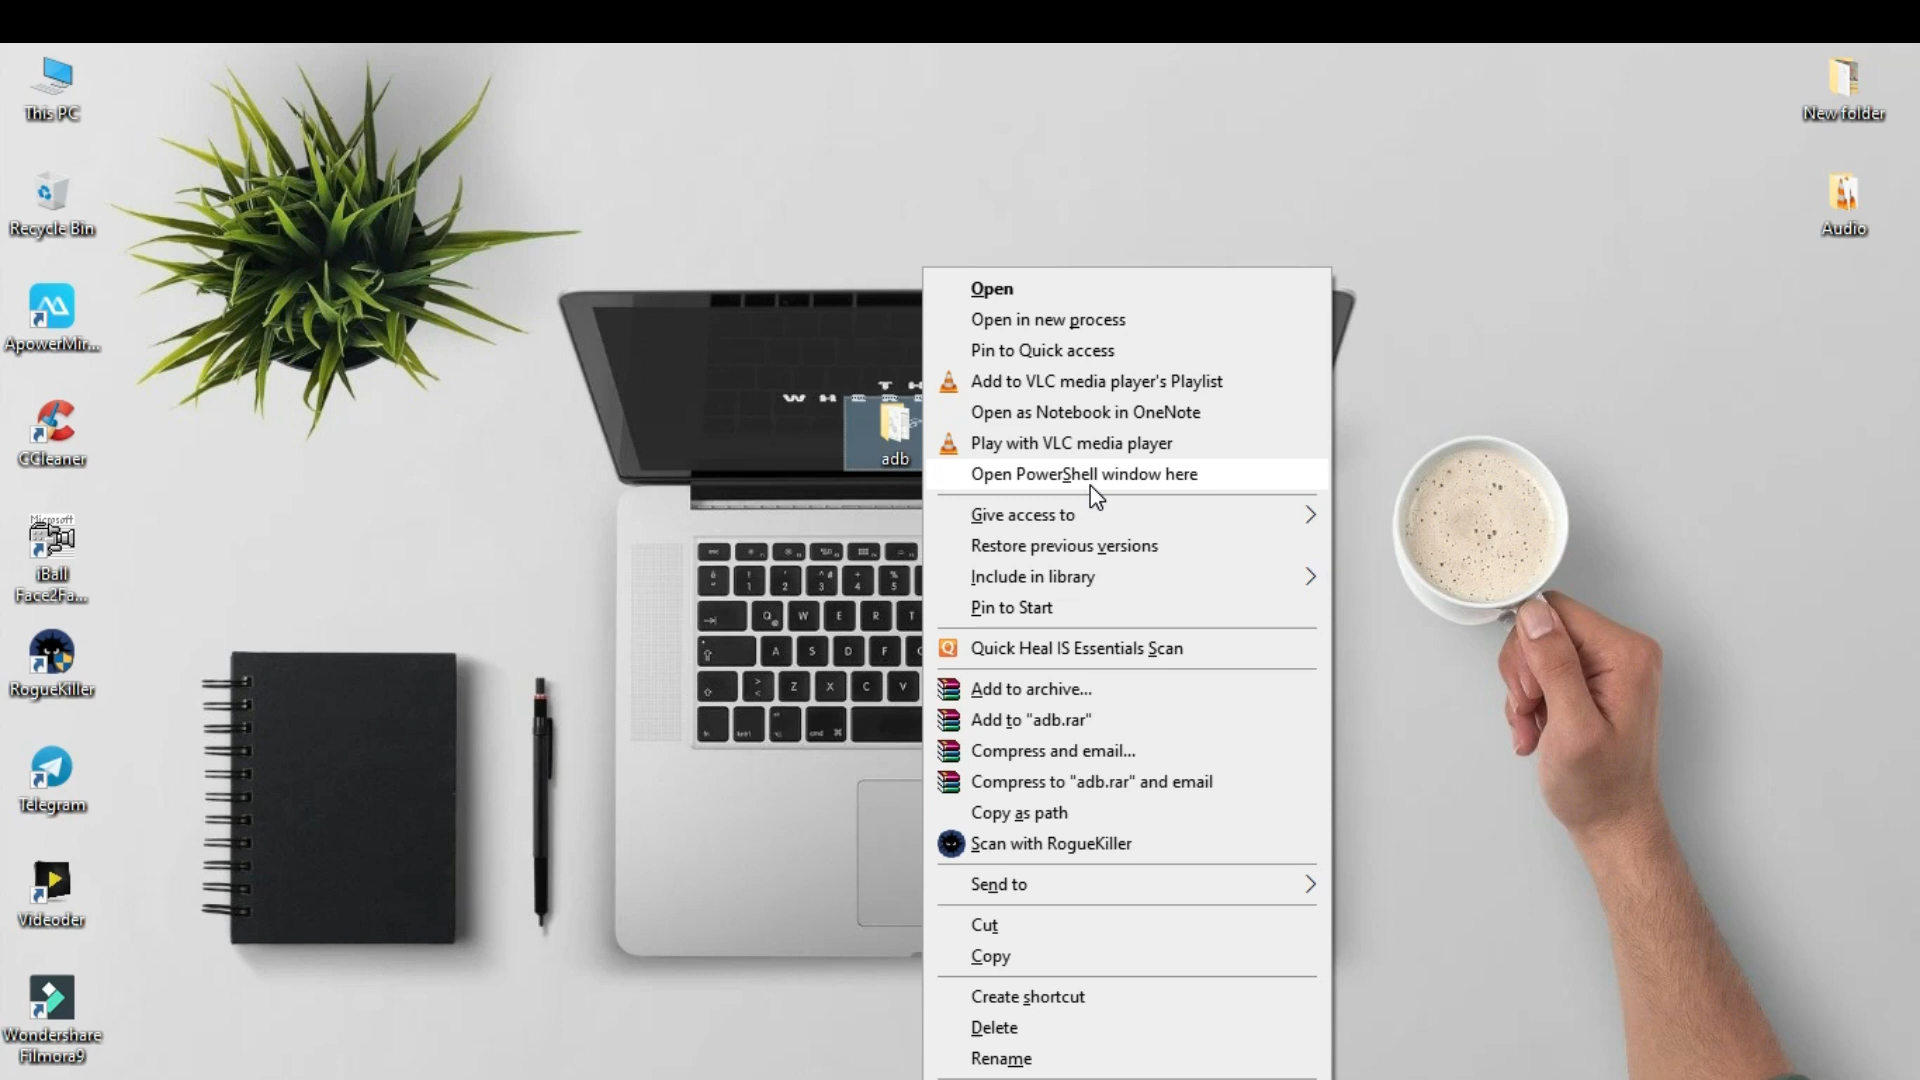 This PC
Recycle Bin
ApowerMir...
CCleaner
Microsoft
iBall
Face2Fa...
RogueKiller
Telegram
Videoder
Wondershare
Filmora9
adb
Open
Open in new process
Pin to Quick access
Add to VLC media player's Playlist
Open as Notebook in OneNote
Play with VLC media player
Open PowerShell window here
Give access to
Restore previous versions
Include in library
Pin to Start
Quick Heal IS Essentials Scan
Add to archive...
Add to "adb.rar"
Compress and email...
Compress to "adb.rar" and email
Copy as path
Scan with RogueKiller
Send to
Cut
Copy
Create shortcut
Delete
Rename
New folder
Audio